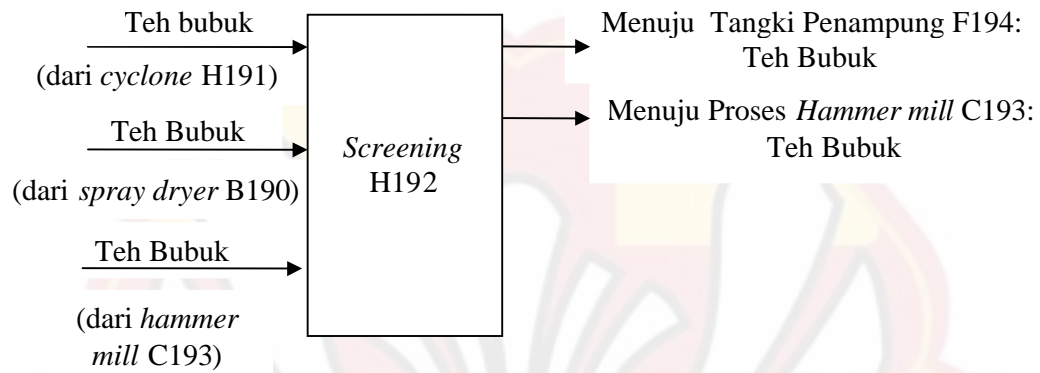 Teh bubuk
(dari cyclone H191)
Teh Bubuk
(dari spray dryer B190)
Teh Bubuk
(dari hammer
mill C193)
Screening
H192
Menuju Tangki Penampung F194:
Teh Bubuk
Menuju Proses Hammer mill C193:
Teh Bubuk